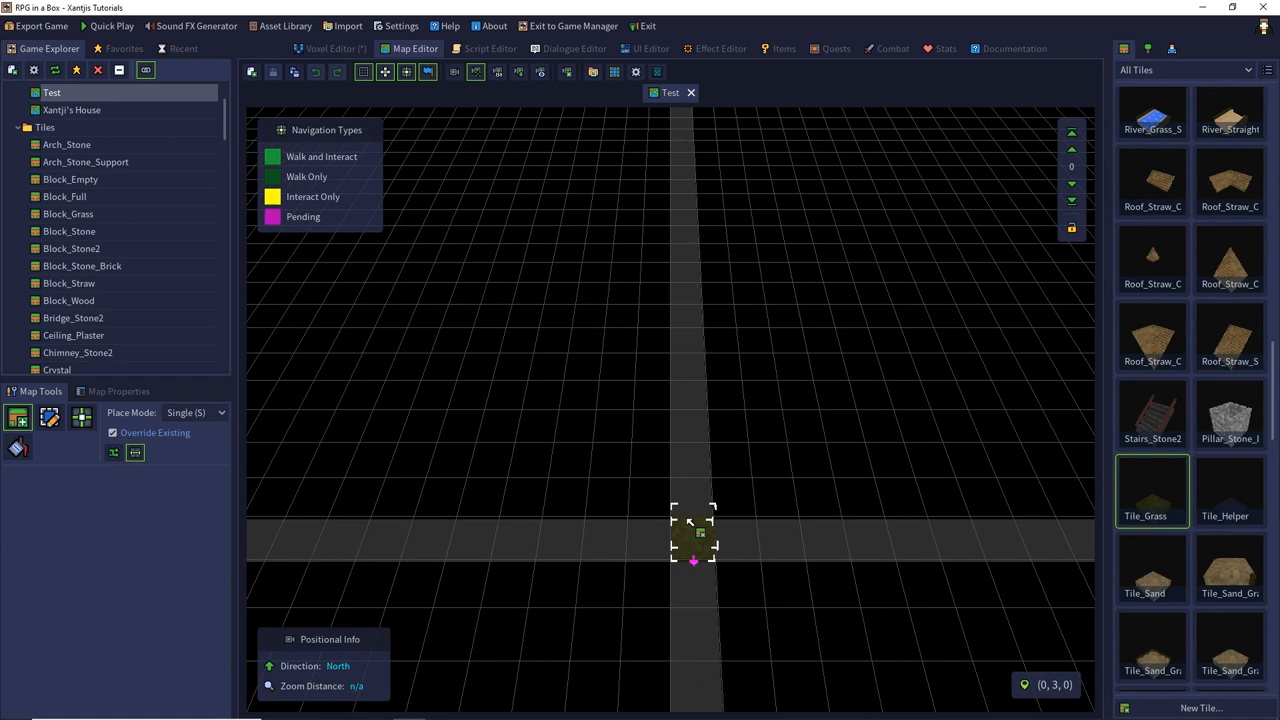 RPG in a Box - Xantjis Tutorials
Export Game Quick Play Sound FX Generator Asset Library Import Settings Help About Exit to Game Manager Exit
Game Explorer Favorites Recent
Voxel Editor (*) Map Editor Script Editor Dialogue Editor UI Editor Effect Editor Items Quests Combat Stats Documentation
All Tiles
Test
Test
Xantji's House
Tiles
Arch_Stone
Arch_Stone_Support
Block_Empty
Block_Full
Block_Grass
Block_Stone
Block_Stone2
Block_Stone_Brick
Block_Straw
Block_Wood
Bridge_Stone2
Ceiling_Plaster
Chimney_Stone2
Crystal
Map Tools Map Properties
Place Mode: Single (S)
Override Existing
Navigation Types
Walk and Interact
Walk Only
Interact Only
Pending
0
Positional Info
Direction: North
Zoom Distance: n/a
(0, 3, 0)
River_Grass_S River_Straight
Roof_Straw_C Roof_Straw_C
Roof_Straw_C Roof_Straw_C
Roof_Straw_C Roof_Straw_S
Stairs_Stone2 Pillar_Stone_I
Tile_Grass Tile_Helper
Tile_Sand Tile_Sand_Gra
Tile_Sand_Gra Tile_Sand_Gra
New Tile...